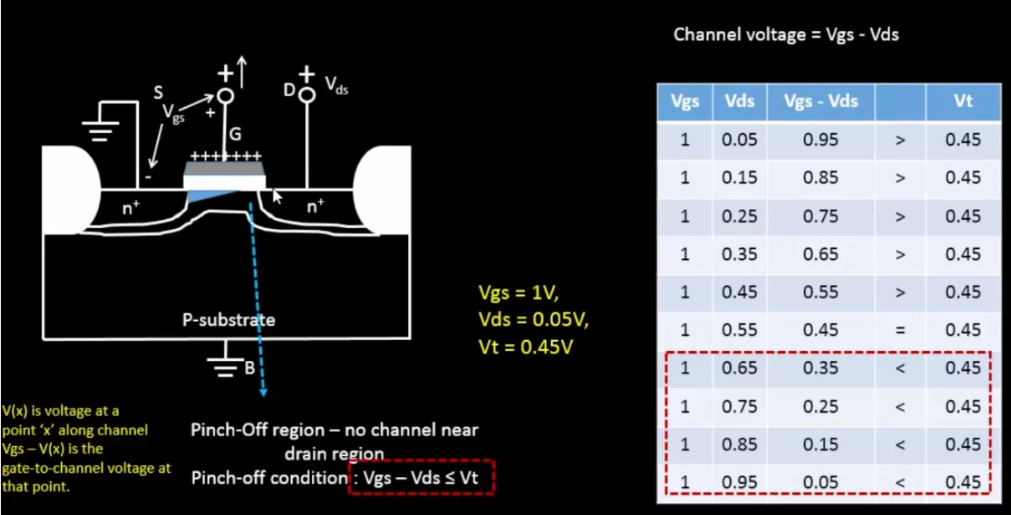 Channel voltage = Vgs - Vds
S
Vgs
+
+
G
+++++++
D
+
Vds
-
n+
n+
P-substrate
B
Vgs = 1V,
Vds = 0.05V,
Vt = 0.45V
V(x) is voltage at a
point 'x' along channel
Vgs – V(x) is the
gate-to-channel voltage at
that point.
Pinch-Off region – no channel near
drain region
Pinch-off condition : Vgs – Vds ≤ Vt
Vgs Vds Vgs - Vds Vt
1 0.05 0.95 > 0.45
1 0.15 0.85 > 0.45
1 0.25 0.75 > 0.45
1 0.35 0.65 > 0.45
1 0.45 0.55 > 0.45
1 0.55 0.45 = 0.45
1 0.65 0.35 < 0.45
1 0.75 0.25 < 0.45
1 0.85 0.15 < 0.45
1 0.95 0.05 < 0.45